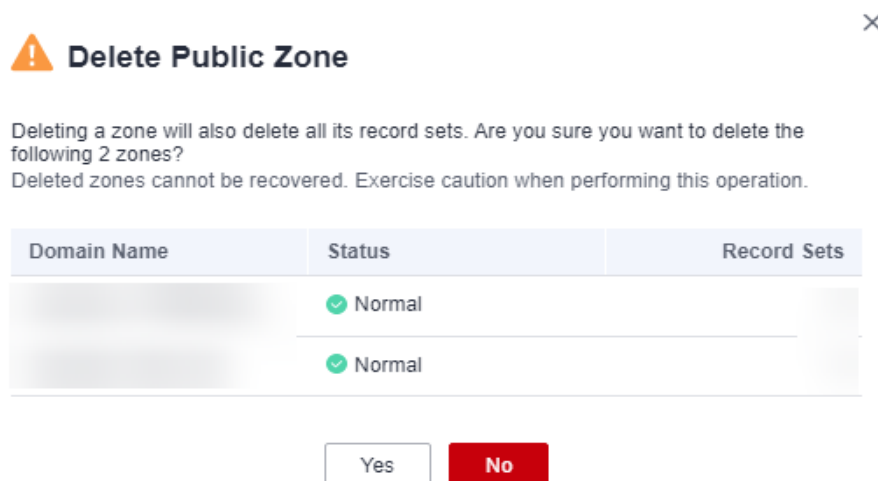 Delete Public Zone
Deleting a zone will also delete all its record sets. Are you sure you want to delete the
following 2 zones?
Deleted zones cannot be recovered. Exercise caution when performing this operation.
Domain Name Status Record Sets
Normal
Normal
Yes No